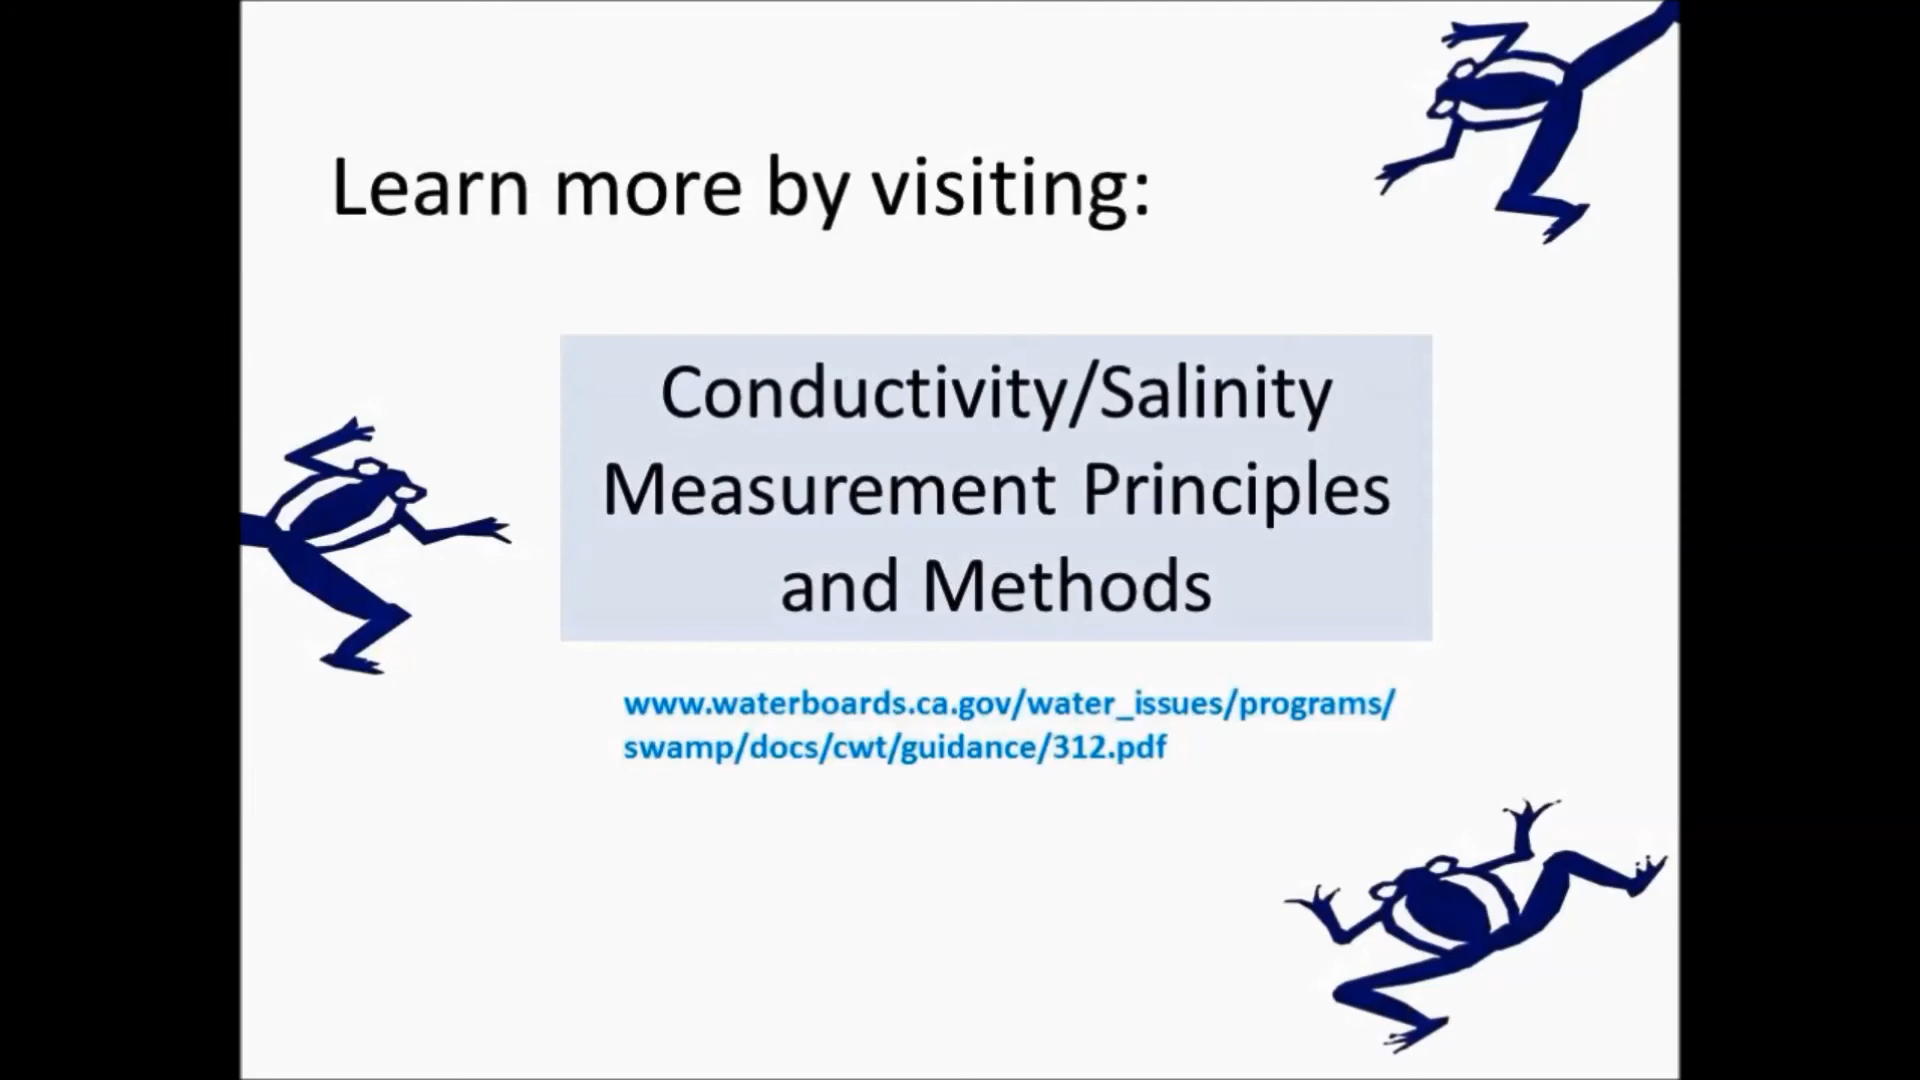 Learn more by visiting:
Conductivity/Salinity
Measurement Principles
and Methods
www.waterboards.ca.gov/water_issues/programs/
swamp/docs/cwt/guidance/312.pdf